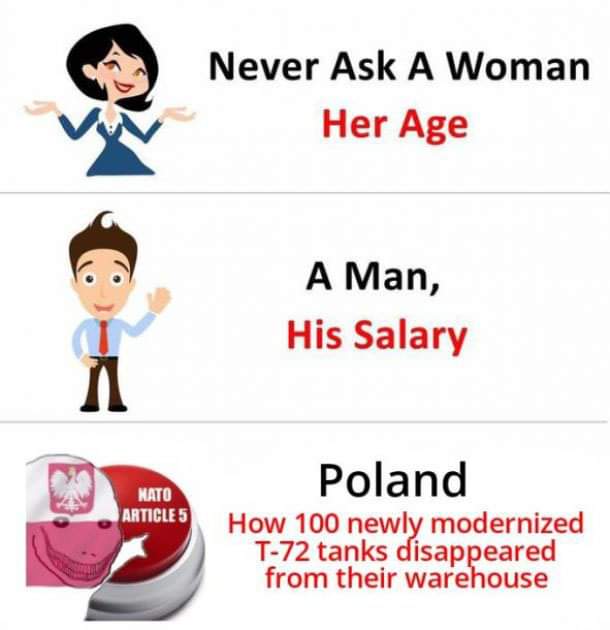 Never Ask A Woman
Her Age
A Man,
His Salary
NATO
ARTICLE 5
Poland
How 100 newly modernized
T-72 tanks disappeared
from their warehouse